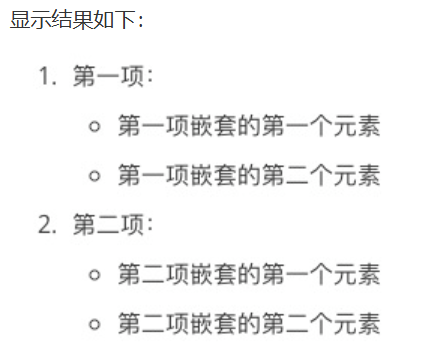 显示结果如下：
1. 第一项：
○ 第一项嵌套的第一个元素
○ 第一项嵌套的第二个元素
2. 第二项：
○ 第二项嵌套的第一个元素
○ 第二项嵌套的第二个元素